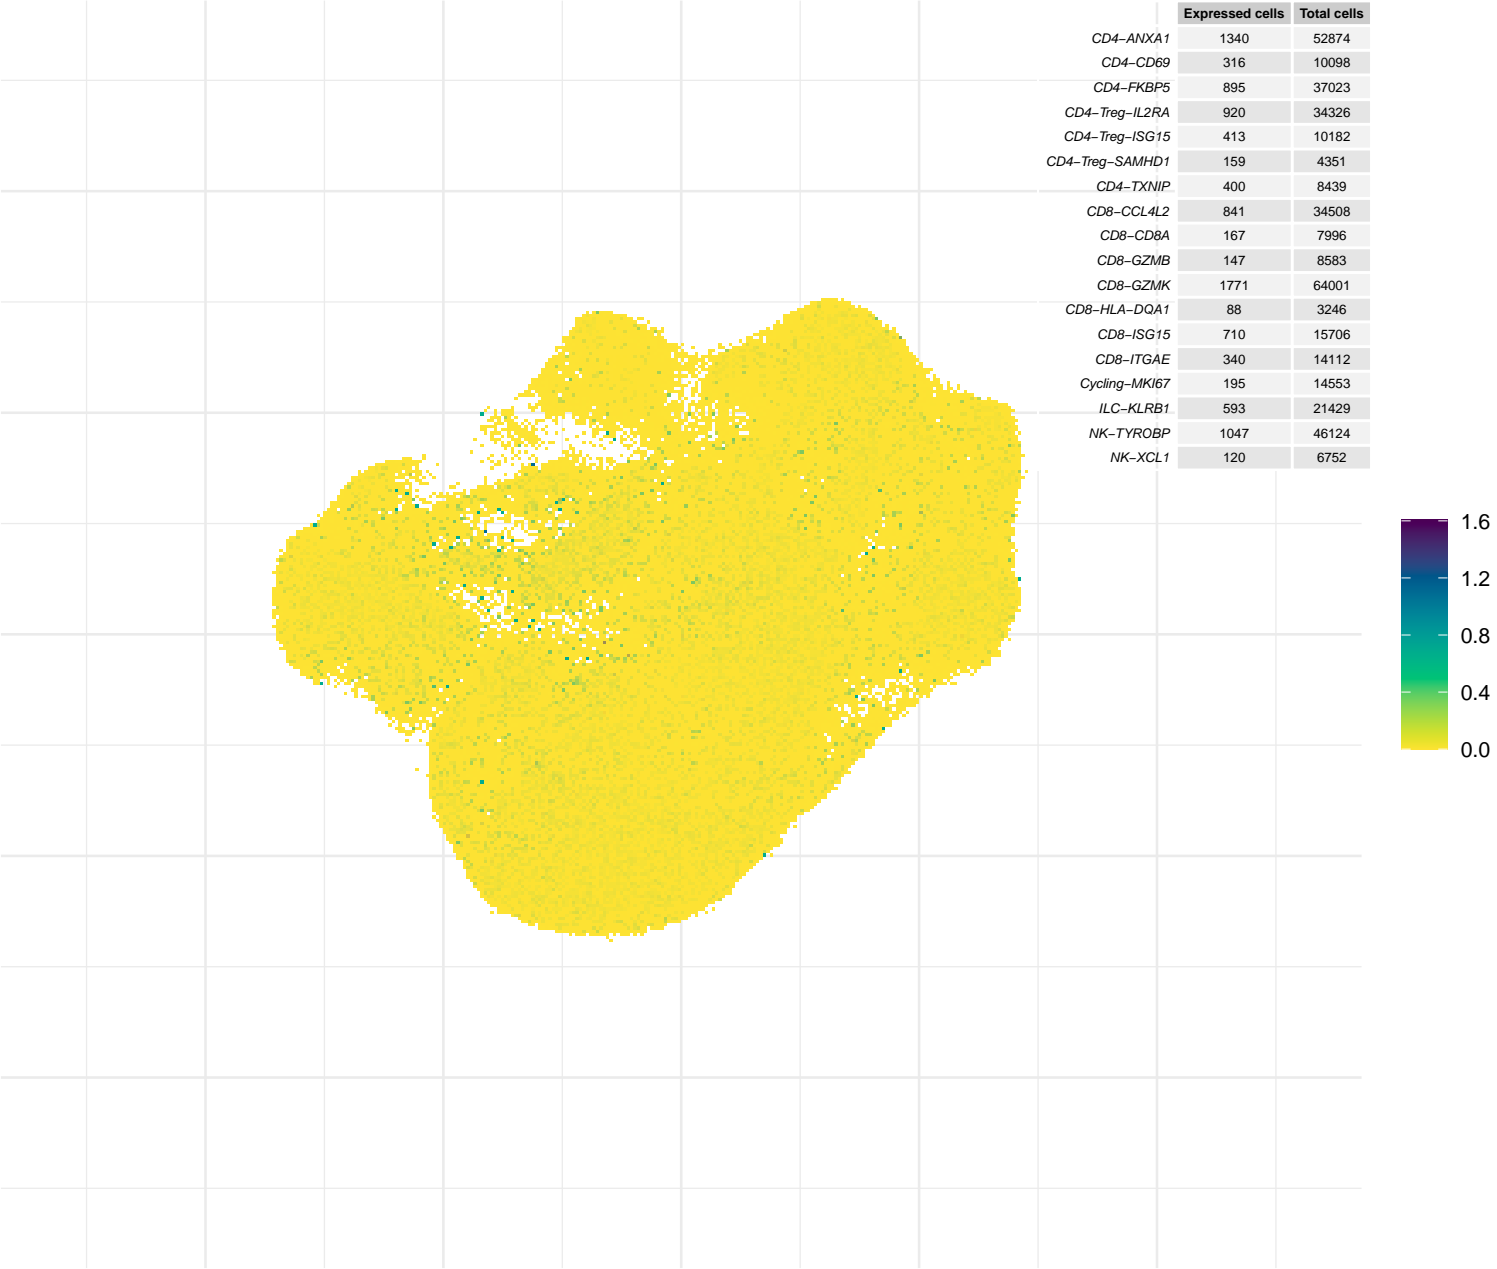 Expressed cells Total cells
CD4−ANXA1 1340 52874
CD4−CD69 316 10098
CD4−FKBP5 895 37023
CD4−Treg−IL2RA 920 34326
CD4−Treg−ISG15 413 10182
CD4−Treg−SAMHD1 159 4351
CD4−TXNIP 400 8439
CD8−CCL4L2 841 34508
CD8−CD8A 167 7996
CD8−GZMB 147 8583
CD8−GZMK 1771 64001
CD8−HLA−DQA1 88 3246
CD8−ISG15 710 15706
CD8−ITGAE 340 14112
Cycling−MKI67 195 14553
ILC−KLRB1 593 21429
NK−TYROBP 1047 46124
NK−XCL1 120 6752
1.6
1.2
0.8
0.4
0.0